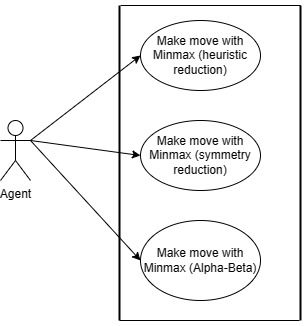 Make move with
Minmax (heuristic
reduction)
Make move with
Minmax (symmetry
reduction)
Agent
Make move with
Minmax (Alpha-Beta)